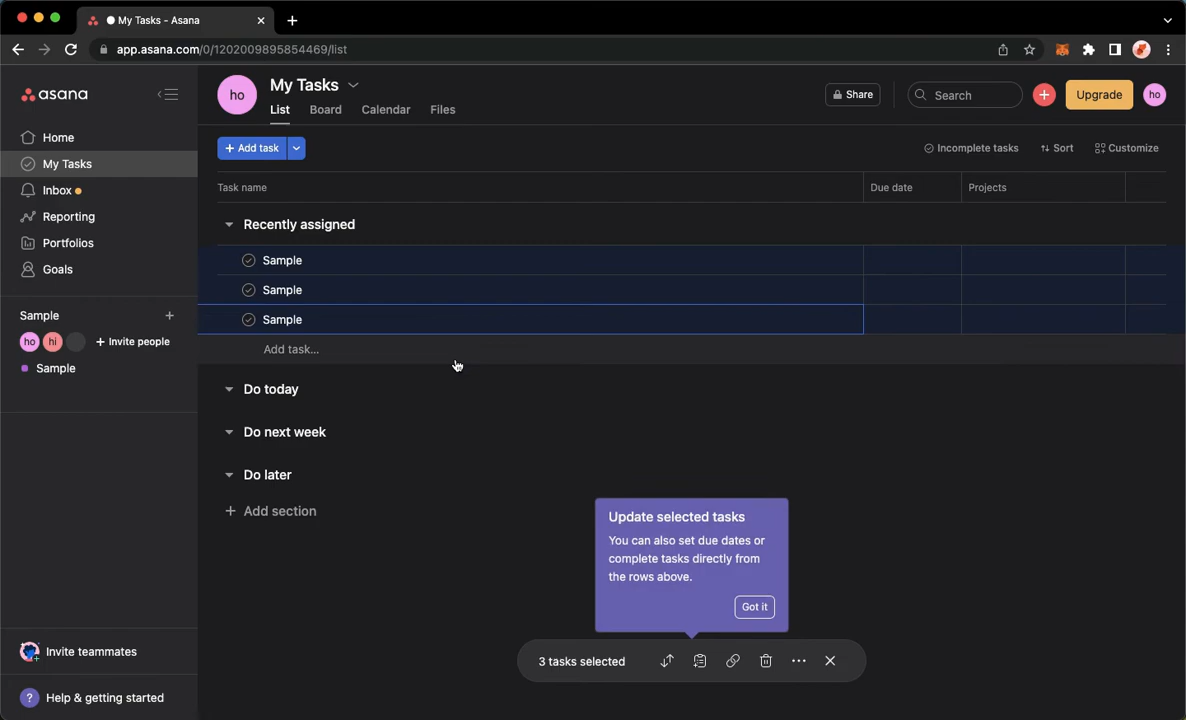 My Tasks - Asana
app.asana.com/0/1202009895854469/list
asana
Home
My Tasks
Inbox
Reporting
Portfolios
Goals
Sample
ho hi + Invite people
Sample
Invite teammates
? Help & getting started
ho
My Tasks
List Board Calendar Files
Share
Search
Upgrade
ho
+ Add task
Incomplete tasks
Sort
Customize
Task name Due date Projects
Recently assigned
Sample
Sample
Sample
Add task...
Do today
Do next week
Do later
+ Add section
Update selected tasks
You can also set due dates or
complete tasks directly from
the rows above.
Got it
3 tasks selected